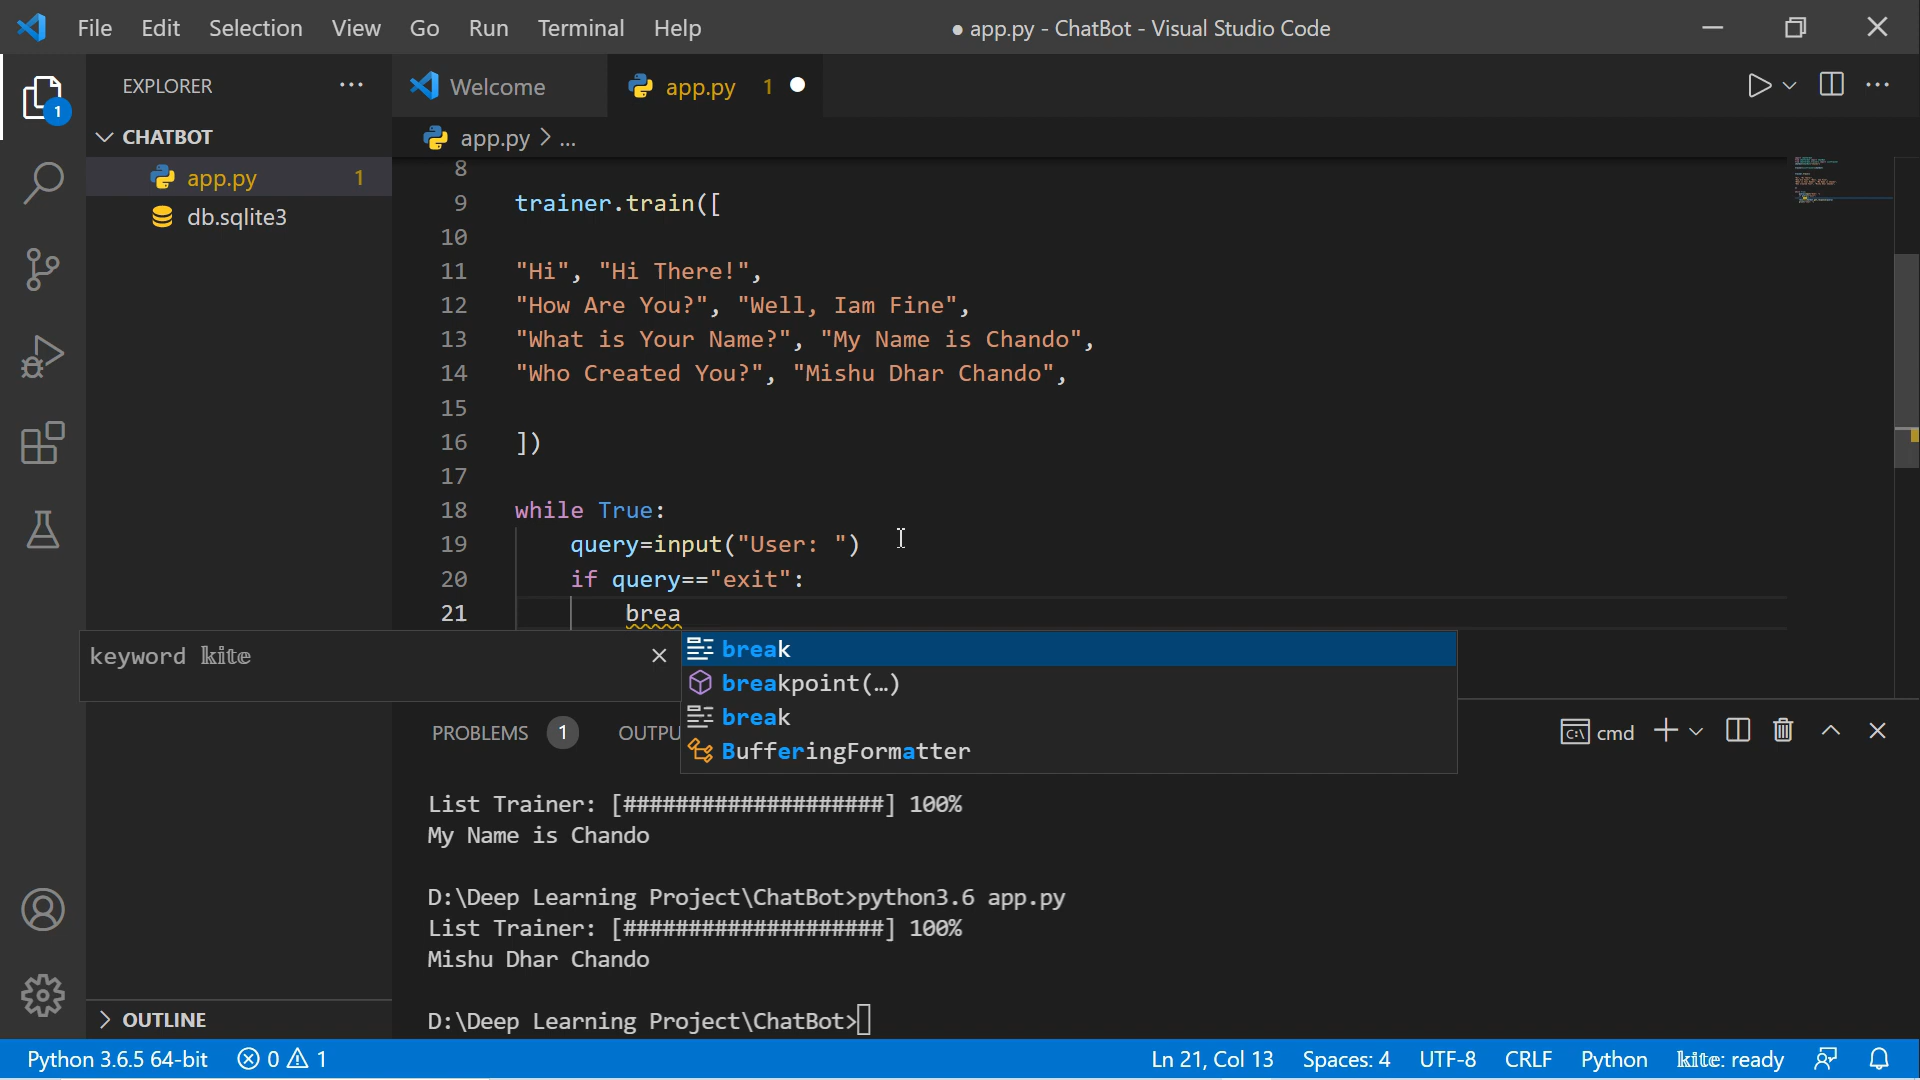 File Edit Selection View Go Run Terminal Help
● app.py - ChatBot - Visual Studio Code
EXPLORER
Welcome
app.py 1
1
CHATBOT
app.py > ...
app.py 1
db.sqlite3
8
9 trainer.train([
10
11 "Hi", "Hi There!",
12 "How Are You?", "Well, Iam Fine",
13 "What is Your Name?", "My Name is Chando",
14 "Who Created You?", "Mishu Dhar Chando",
15
16 ])
17
18 while True:
19 query=input("User: ")
20 if query=="exit":
21 brea
keyword kite
break
breakpoint(…)
break
BufferingFormatter
PROBLEMS 1 OUTPU
cmd
List Trainer: [####################] 100%
My Name is Chando
D:\Deep Learning Project\ChatBot>python3.6 app.py
List Trainer: [####################] 100%
Mishu Dhar Chando
D:\Deep Learning Project\ChatBot>
OUTLINE
Python 3.6.5 64-bit 0 1 Ln 21, Col 13 Spaces: 4 UTF-8 CRLF Python kite: ready